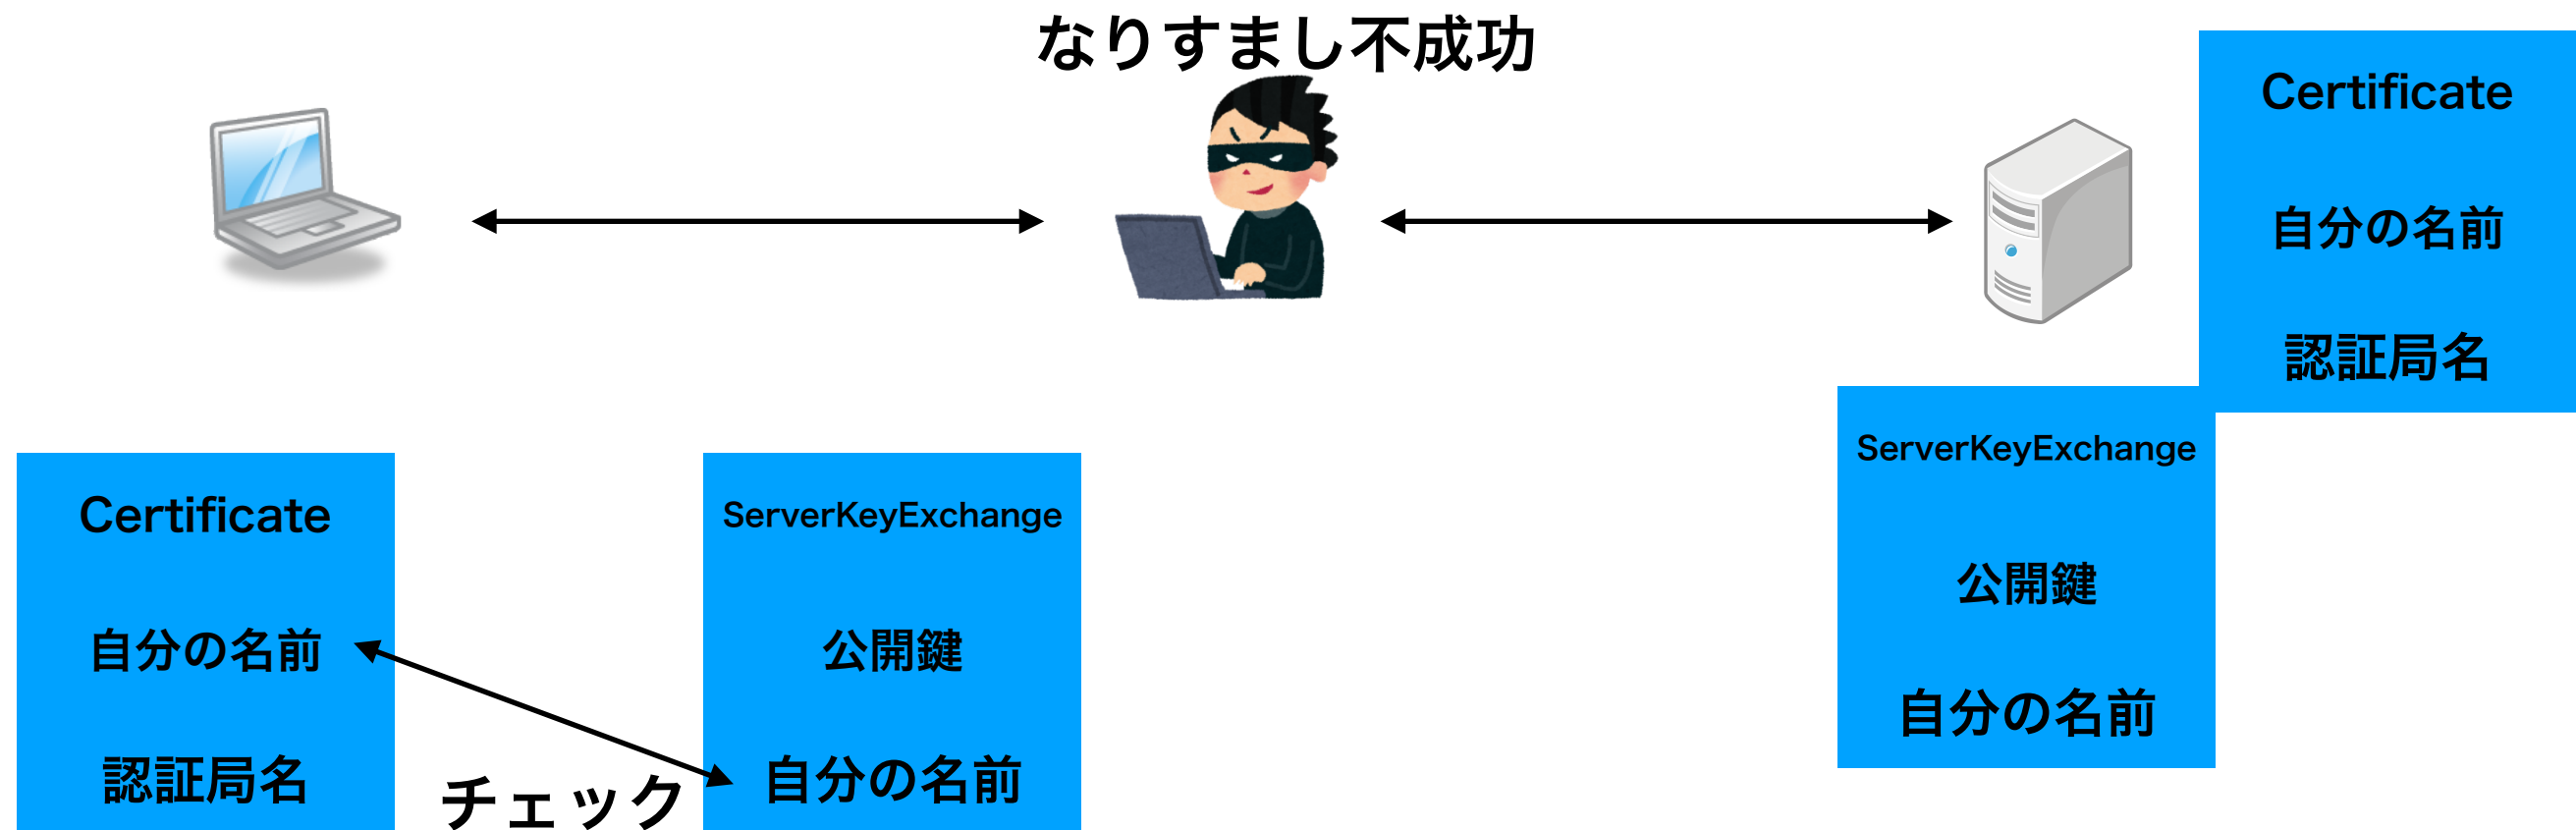 なりすまし不成功
Certificate
自分の名前
認証局名
ServerKeyExchange
公開鍵
自分の名前
Certificate
自分の名前
認証局名
チェック
ServerKeyExchange
公開鍵
自分の名前